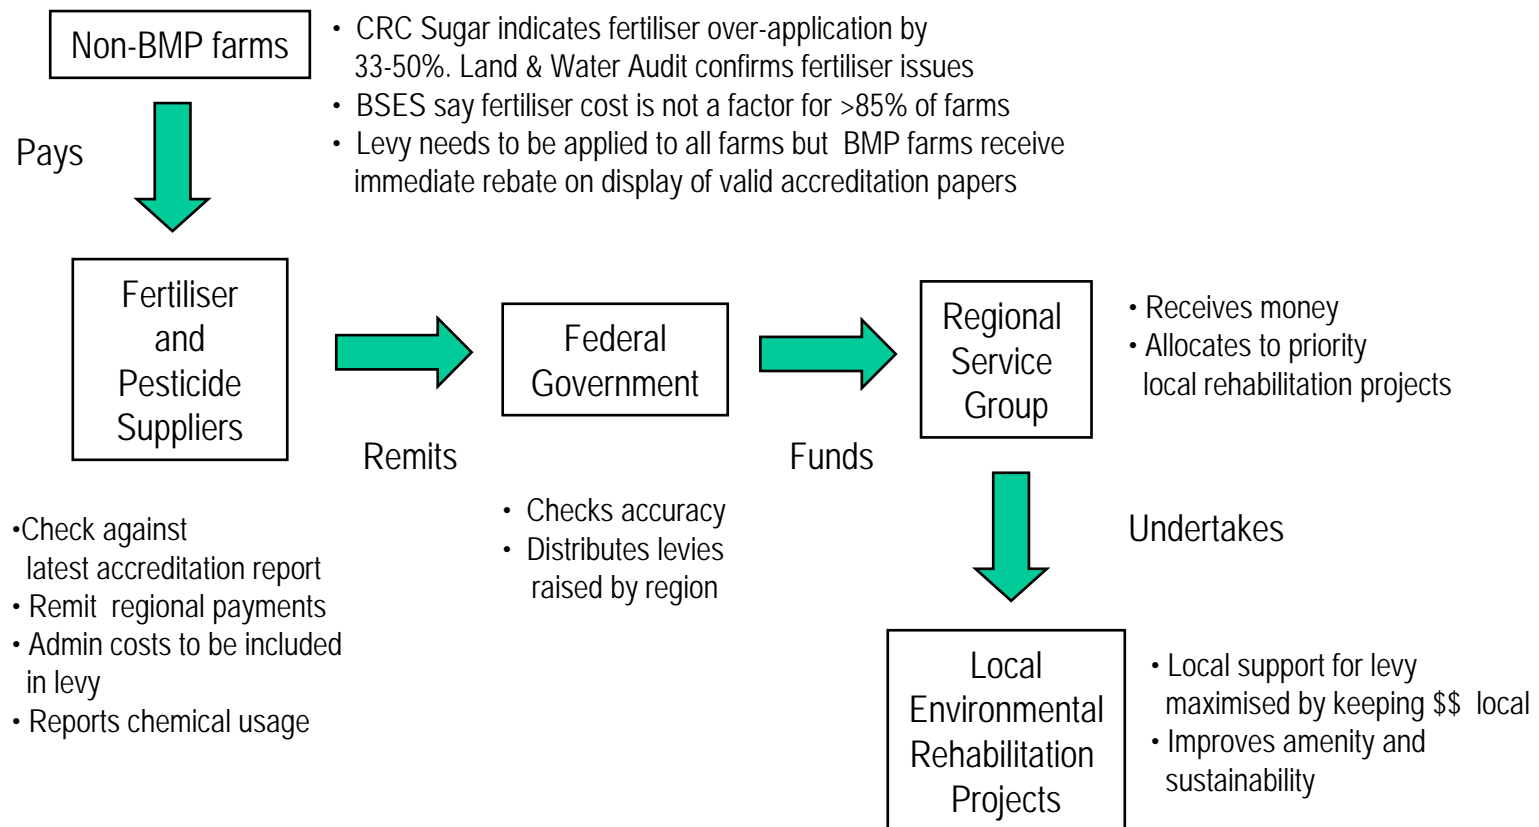 Non-BMP farms
• CRC Sugar indicates fertiliser over-application by
33-50%. Land & Water Audit confirms fertiliser issues
• BSES say fertiliser cost is not a factor for >85% of farms
• Levy needs to be applied to all farms but BMP farms receive
immediate rebate on display of valid accreditation papers
Pays
Fertiliser
and
Pesticide
Suppliers
Remits
•Check against
latest accreditation report
• Remit regional payments
• Admin costs to be included
in levy
• Reports chemical usage
Federal
Government
• Checks accuracy
• Distributes levies
raised by region
Funds
Regional
Service
Group
• Receives money
• Allocates to priority
local rehabilitation projects
Undertakes
Local
Environmental
Rehabilitation
Projects
• Local support for levy
maximised by keeping $$ local
• Improves amenity and
sustainability